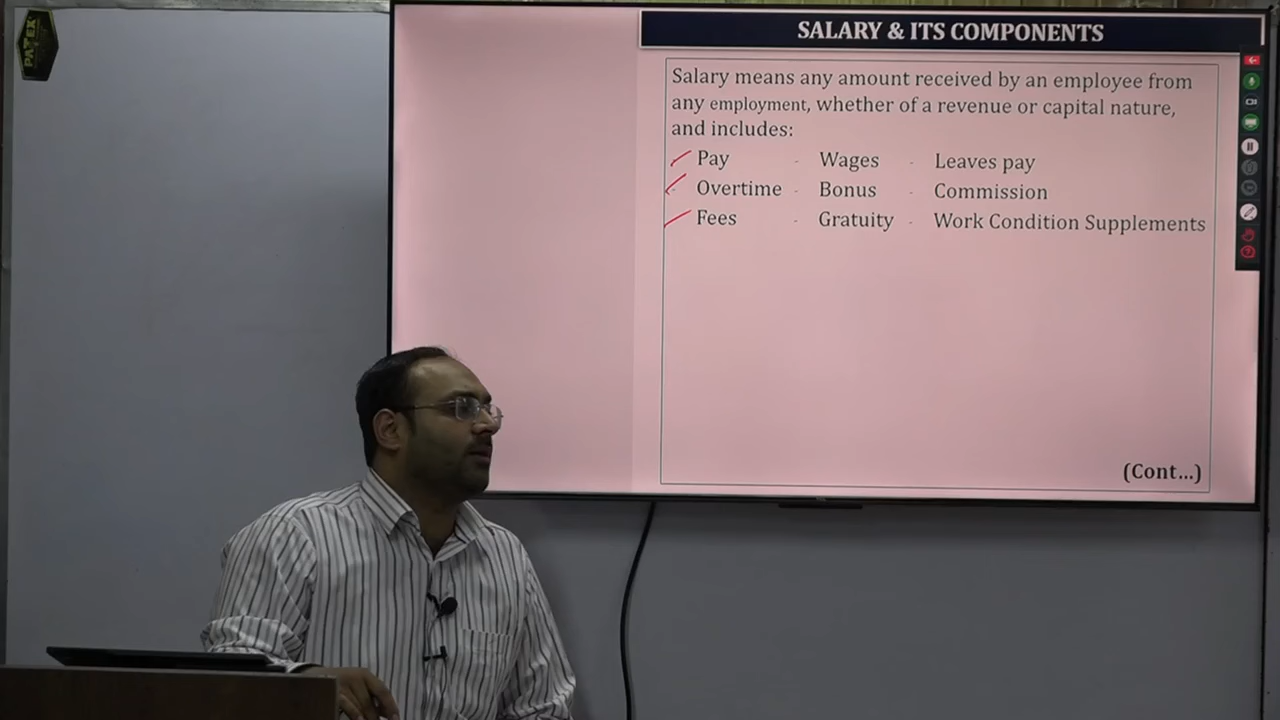 PATEX
SALARY & ITS COMPONENTS
Salary means any amount received by an employee from
any employment, whether of a revenue or capital nature,
and includes:
Pay - Wages - Leaves pay
- Overtime - Bonus - Commission
Fees - Gratuity - Work Condition Supplements
(Cont...)